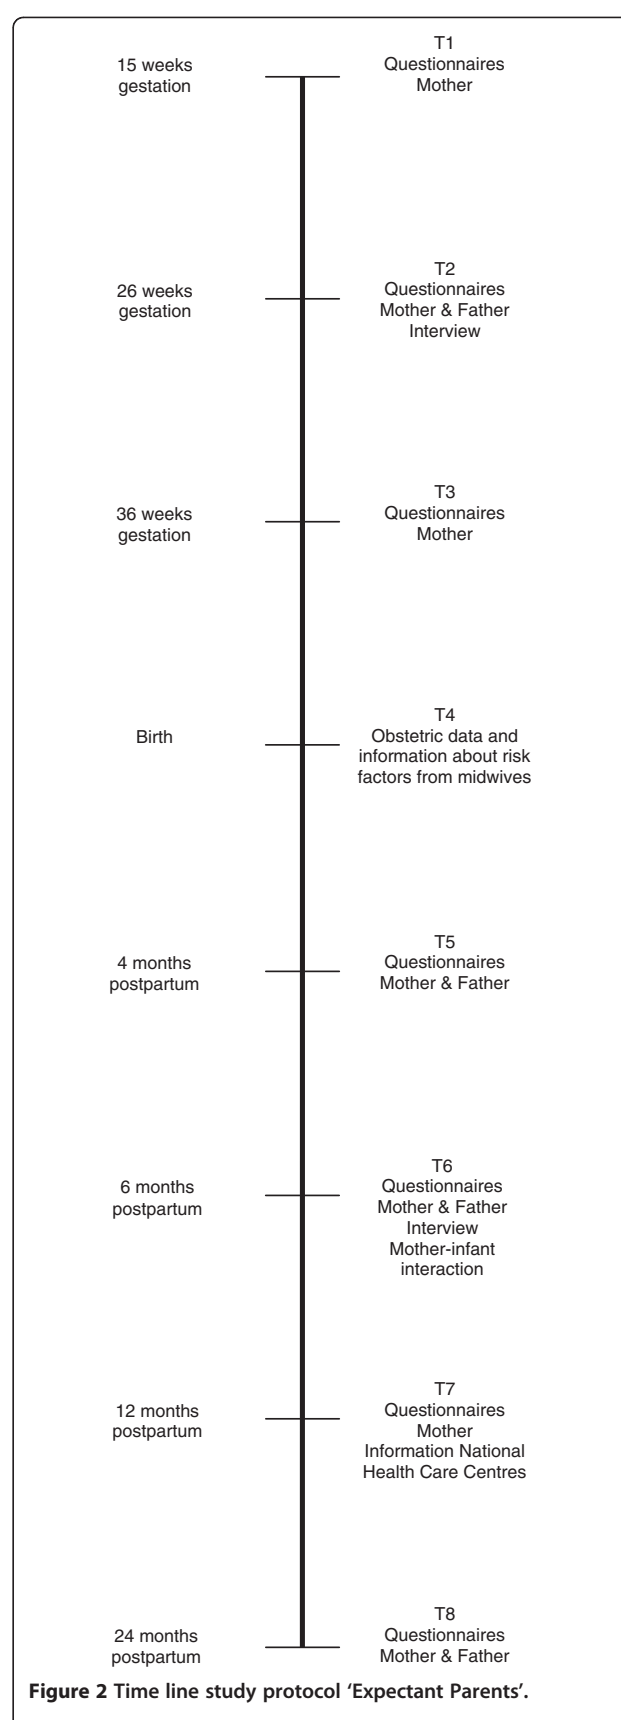 15 weeks
gestation
T1
Questionnaires
Mother
26 weeks
gestation
T2
Questionnaires
Mother & Father
Interview
36 weeks
gestation
T3
Questionnaires
Mother
Birth
T4
Obstetric data and
information about risk
factors from midwives
4 months
postpartum
T5
Questionnaires
Mother & Father
6 months
postpartum
T6
Questionnaires
Mother & Father
Interview
Mother-infant
interaction
12 months
postpartum
T7
Questionnaires
Mother
Information National
Health Care Centres
24 months
postpartum
T8
Questionnaires
Mother & Father
Figure 2 Time line study protocol ‘Expectant Parents’.